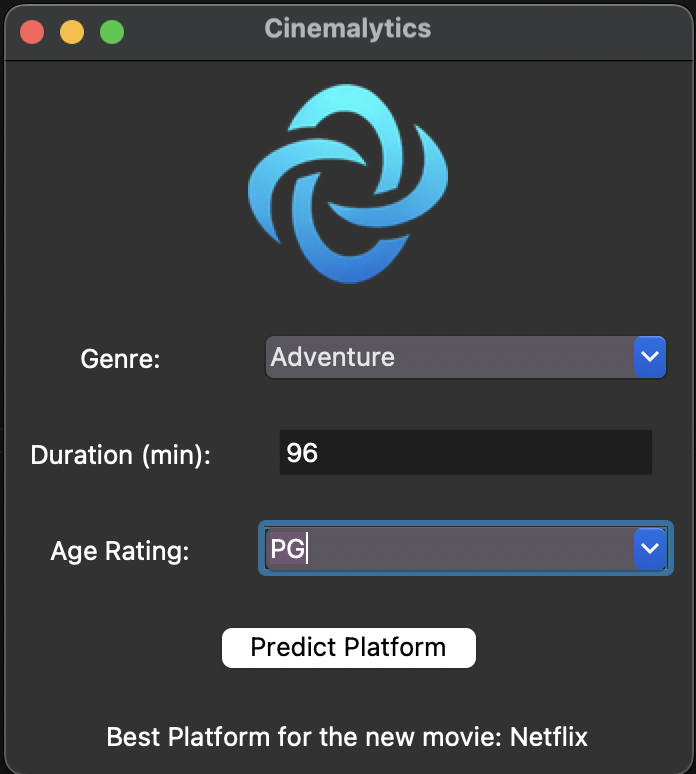 Cinemalytics
Genre: Adventure
Duration (min): 96
Age Rating: PG
Predict Platform
Best Platform for the new movie: Netflix